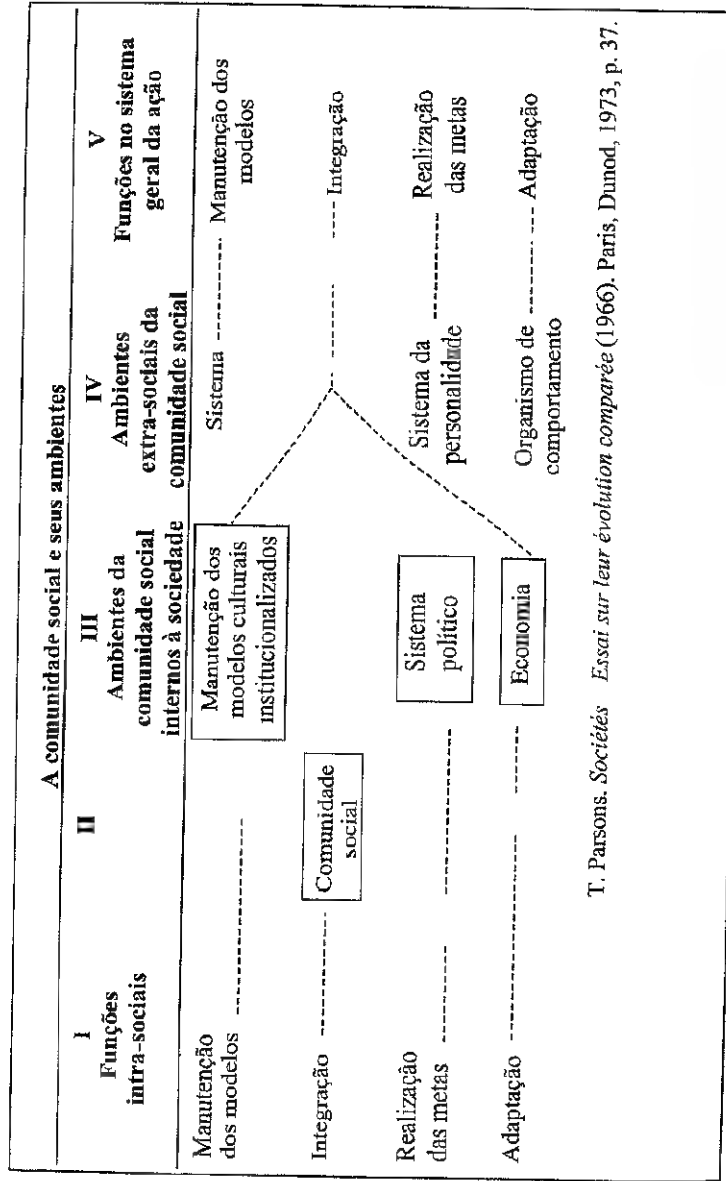 A comunidade social e seus ambientes
I
Funções
intra-sociais
II
III
Ambientes da
comunidade social
internos à sociedade
IV
Ambientes
extra-sociais da
comunidade social
V
Funções no sistema
geral da ação
Manutenção
dos modelos
Manutenção dos
modelos culturais
institucionalizados
Sistema
Manutenção dos
modelos
Integração
Comunidade
social
Integração
Realização
das metas
Sistema
político
Sistema da
personalidade
Realização
das metas
Adaptação
Economia
Organismo de
comportamento
Adaptação
T. Parsons. Sociétés Essai sur leur évolution comparée (1966). Paris, Dunod, 1973, p. 37.